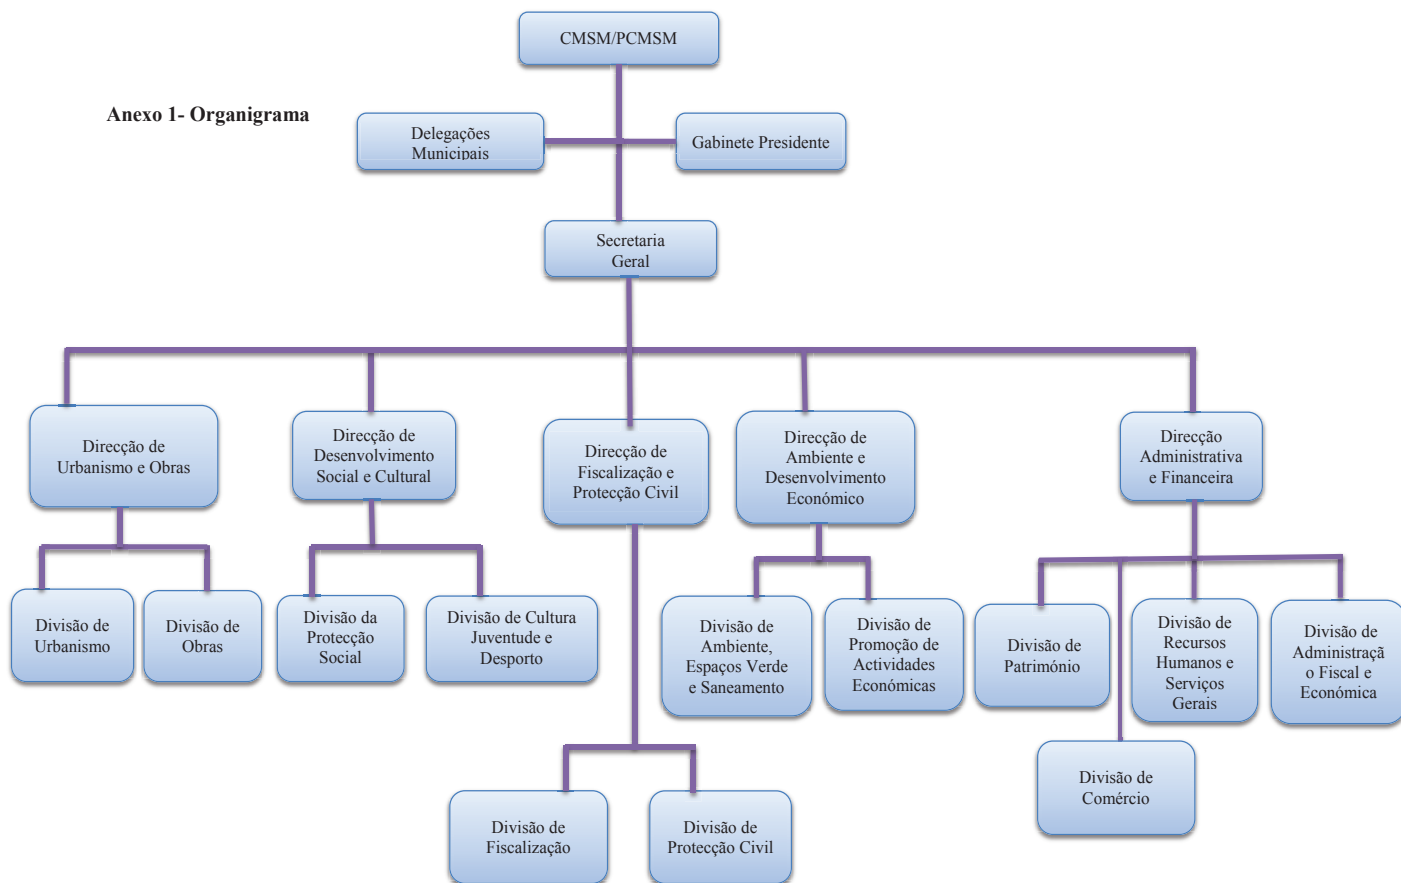 CMSM/PCMSM
Anexo 1- Organigrama
Delegações
Municipais
Gabinete Presidente
Secretaria
Geral
Direcção de
Urbanismo e Obras
Direcção de
Desenvolvimento
Social e Cultural
Direcção de
Fiscalização e
Protecção Civil
Direcção de
Ambiente e
Desenvolvimento
Económico
Direcção
Administrativa
e Financeira
Divisão de
Urbanismo
Divisão de
Obras
Divisão da
Protecção
Social
Divisão de Cultura
Juventude e
Desporto
Divisão de
Ambiente,
Espaços Verde
e Saneamento
Divisão de
Promoção de
Actividades
Económicas
Divisão de
Património
Divisão de
Recursos
Humanos e
Serviços
Gerais
Divisão de
Administraçã
o Fiscal e
Económica
Divisão de
Comércio
Divisão de
Fiscalização
Divisão de
Protecção Civil